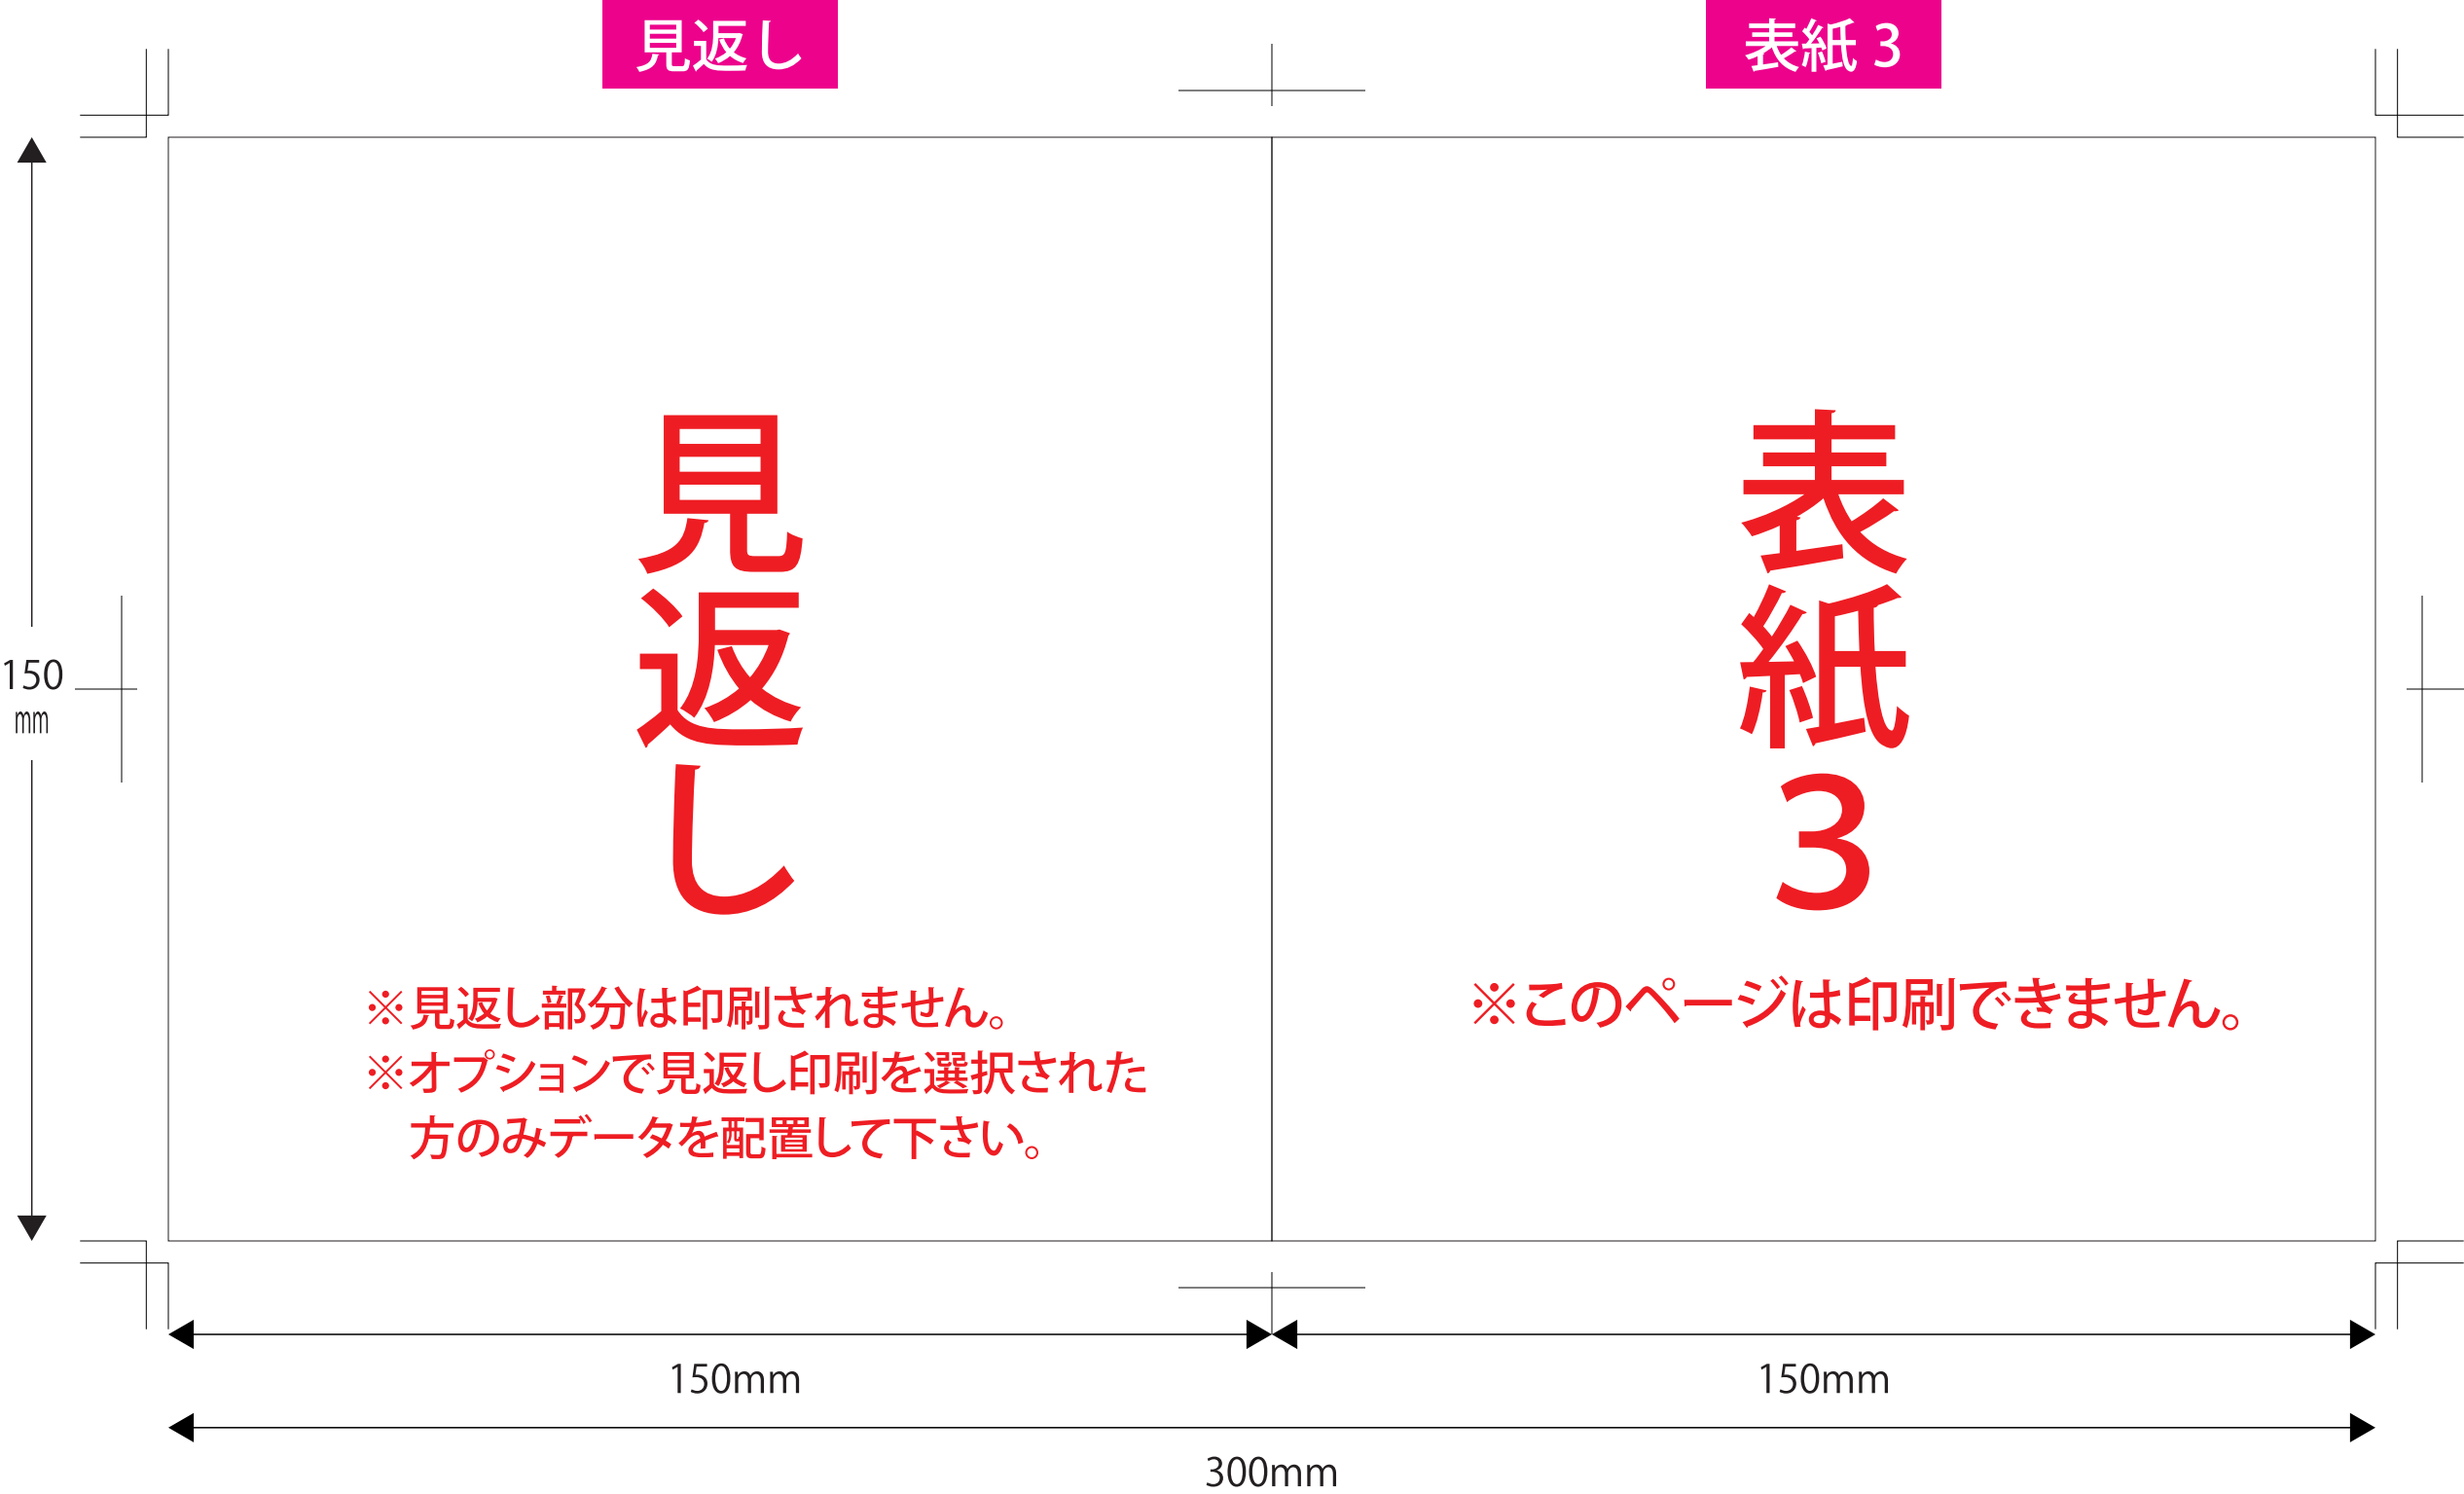 見返し
表紙 3
150
mm
見返し
表紙3
※見返し部分は印刷されません。
※オプションで見返し印刷を選択された
方のみデータを配置して下さい。
※このページは印刷できません。
150mm
150mm
300mm